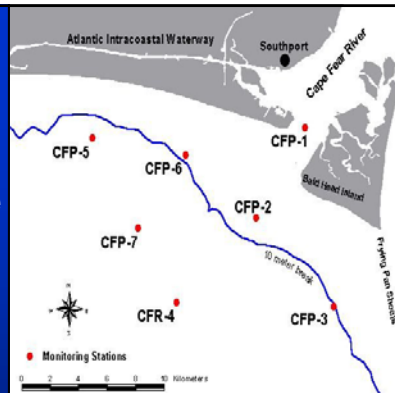 Atlantic Intracoastal Waterway
Southport
Cape Fear River
CFP-1
CFP-5
CFP-6
Bald Head Island
CFP-2
CFP-7
10 meter break
Frying Pan Shoals
CFR-4
CFP-3
N
S
Monitoring Stations
0 2 4 6 8 10 Kilometers